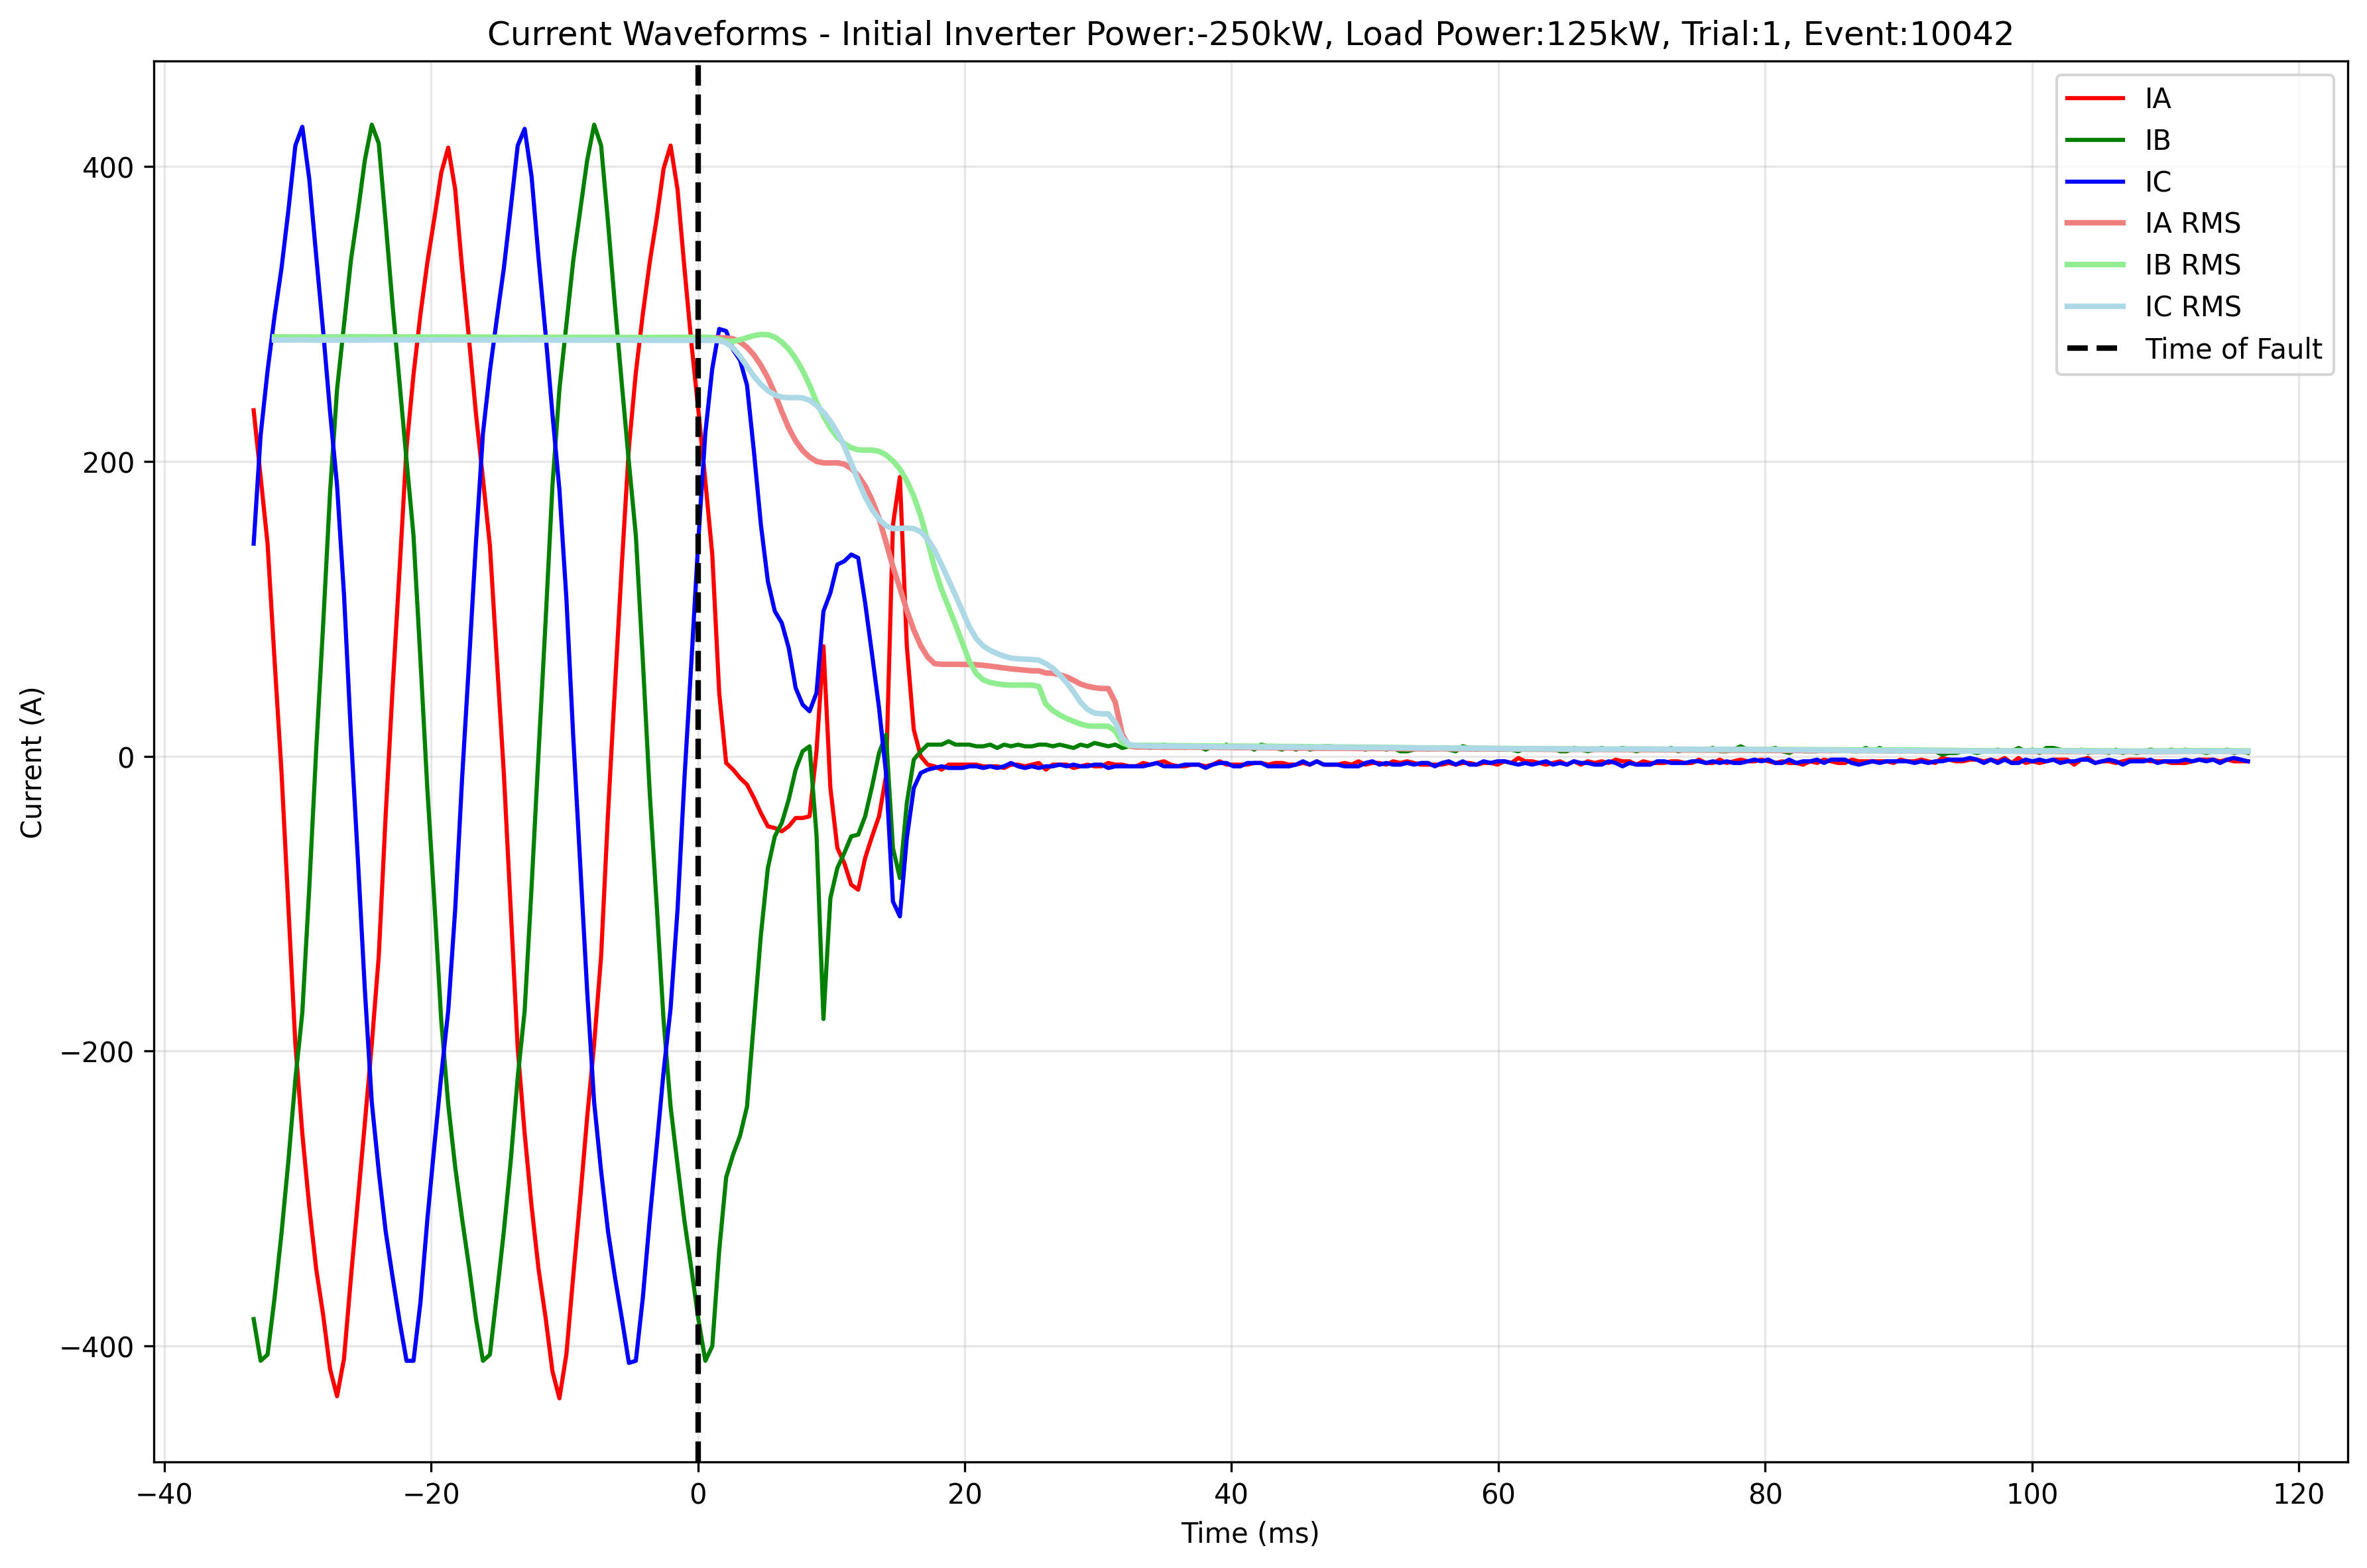 Current Waveforms - Initial Inverter Power:-250kW, Load Power:125kW, Trial:1, Event:10042
IA
IB
IC
IA RMS
IB RMS
IC RMS
Time of Fault
400
200
0
−200
−400
Current (A)
−40
−20
0
20
40
60
80
100
120
Time (ms)